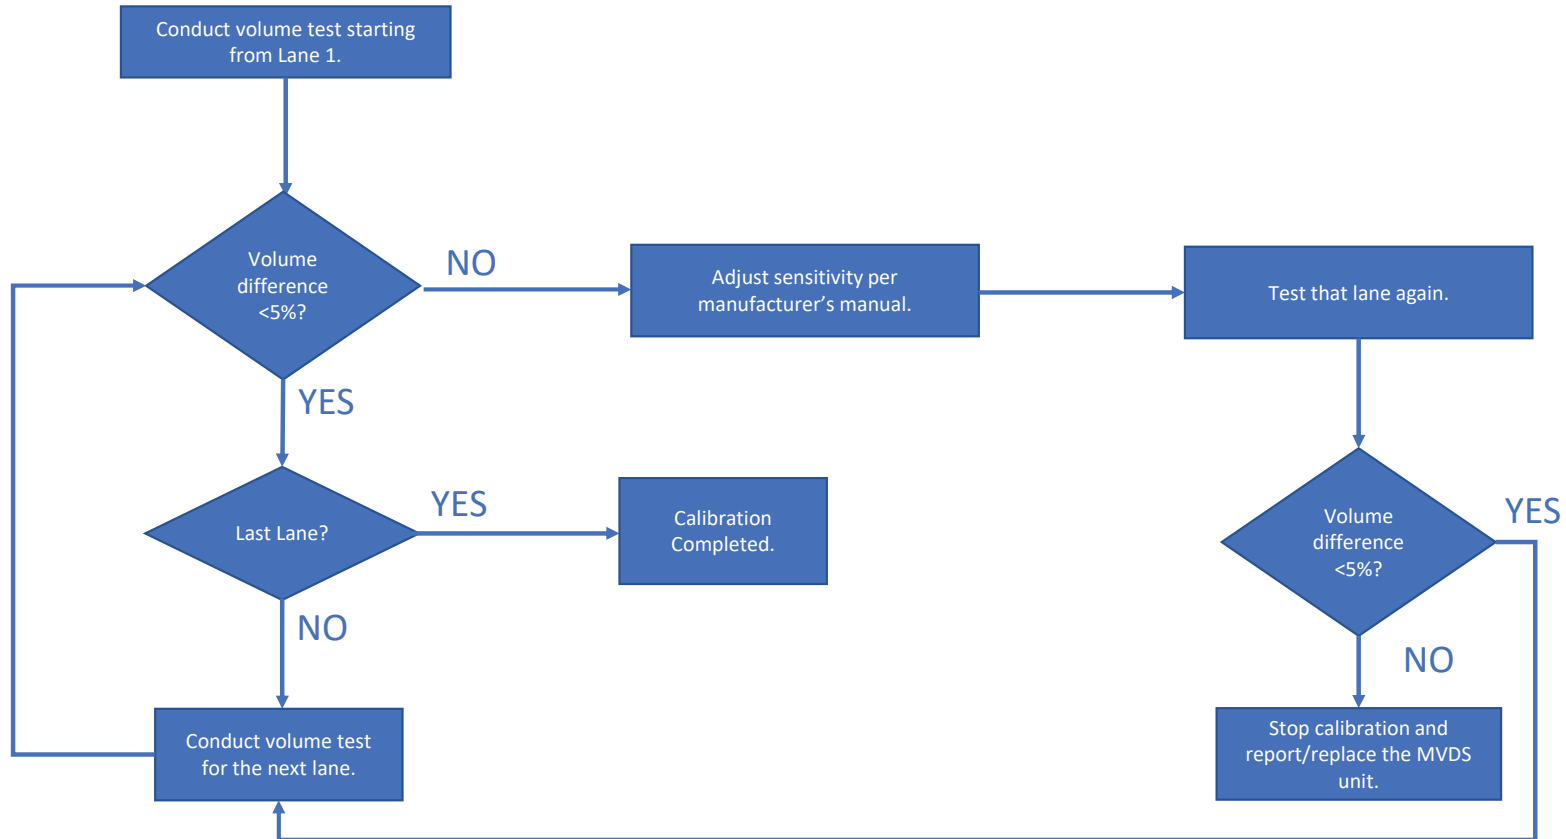 Conduct volume test starting
from Lane 1.
Volume
difference
<5%?
NO
Adjust sensitivity per
manufacturer’s manual.
Test that lane again.
YES
Last Lane?
YES
Calibration
Completed.
Volume
difference
<5%?
YES
NO
NO
Conduct volume test
for the next lane.
Stop calibration and
report/replace the MVDS
unit.